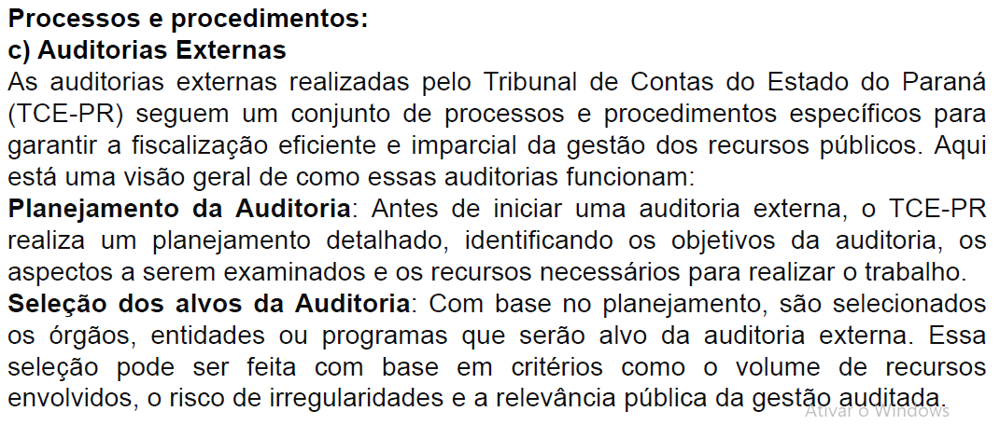 Processos e procedimentos:
c) Auditorias Externas
As auditorias externas realizadas pelo Tribunal de Contas do Estado do Paraná
(TCE-PR) seguem um conjunto de processos e procedimentos específicos para
garantir a fiscalização eficiente e imparcial da gestão dos recursos públicos. Aqui
está uma visão geral de como essas auditorias funcionam:
Planejamento da Auditoria: Antes de iniciar uma auditoria externa, o TCE-PR
realiza um planejamento detalhado, identificando os objetivos da auditoria, os
aspectos a serem examinados e os recursos necessários para realizar o trabalho.
Seleção dos alvos da Auditoria: Com base no planejamento, são selecionados
os órgãos, entidades ou programas que serão alvo da auditoria externa. Essa
seleção pode ser feita com base em critérios como o volume de recursos
envolvidos, o risco de irregularidades e a relevância pública da gestão auditada.
Ativar o Windows